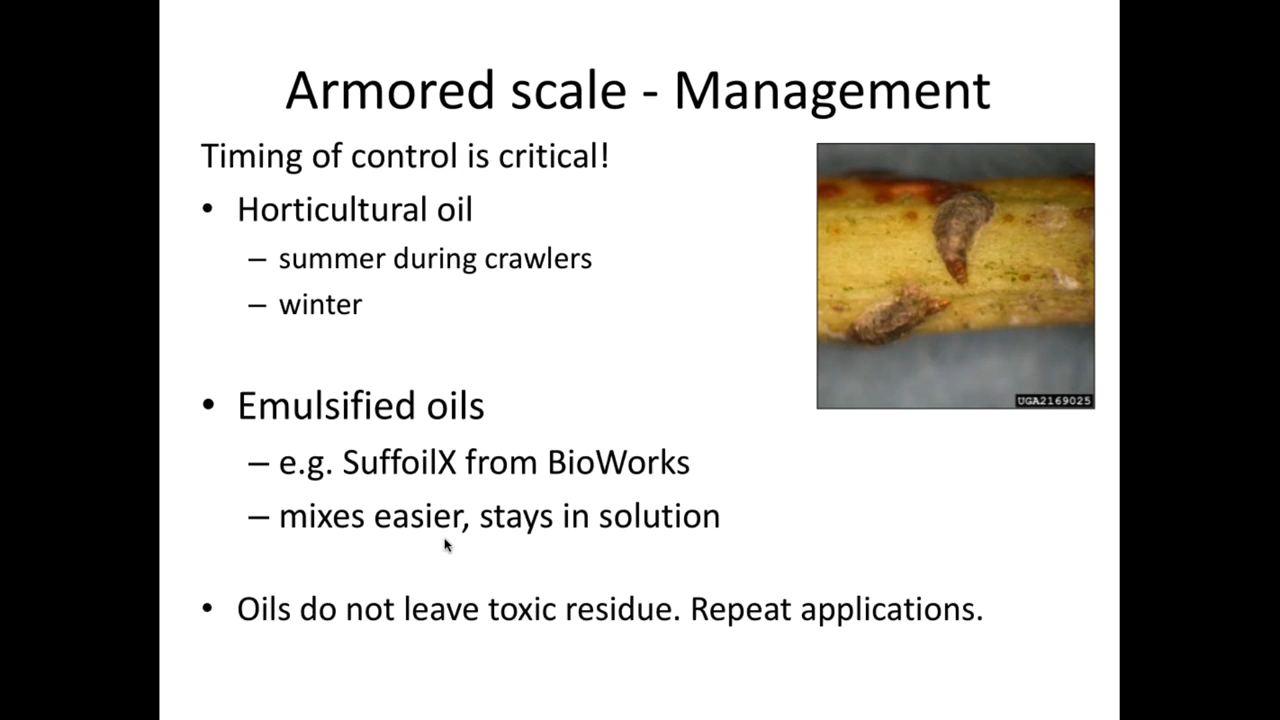 Armored scale - Management
Timing of control is critical!
• Horticultural oil
– summer during crawlers
– winter
UGA2169025
• Emulsified oils
– e.g. SuffoilX from BioWorks
– mixes easier, stays in solution
• Oils do not leave toxic residue. Repeat applications.